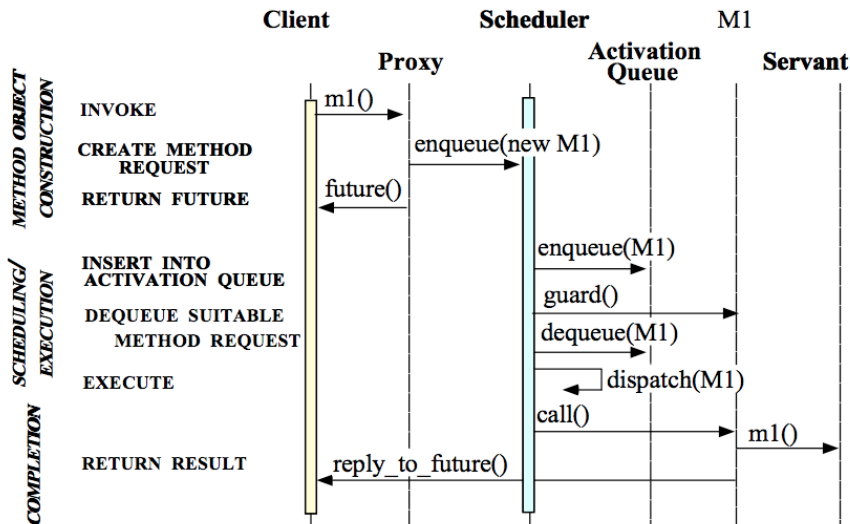 Client
Scheduler
M1
Proxy
Activation
Queue
Servant
METHOD OBJECT
CONSTRUCTION
INVOKE
m1()
CREATE METHOD
REQUEST
enqueue(new M1)
RETURN FUTURE
future()
SCHEDULING/
EXECUTION
INSERT INTO
ACTIVATION QUEUE
enqueue(M1)
DEQUEUE SUITABLE
METHOD REQUEST
guard()
dequeue(M1)
EXECUTE
dispatch(M1)
COMPLETION
call()
m1()
RETURN RESULT
reply_to_future()